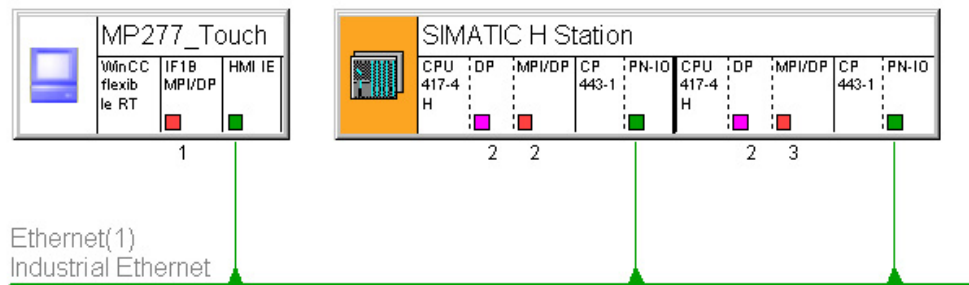 MP277_Touch
WinCC
flexib
le RT
IF1B
MPI/DP
HMI IE
1
SIMATIC H Station
CPU
417-4
H
DP
MPI/DP
CP
443-1
PN-IO
CPU
417-4
H
DP
MPI/DP
CP
443-1
PN-IO
2
2
2
3
Ethernet(1)
Industrial Ethernet